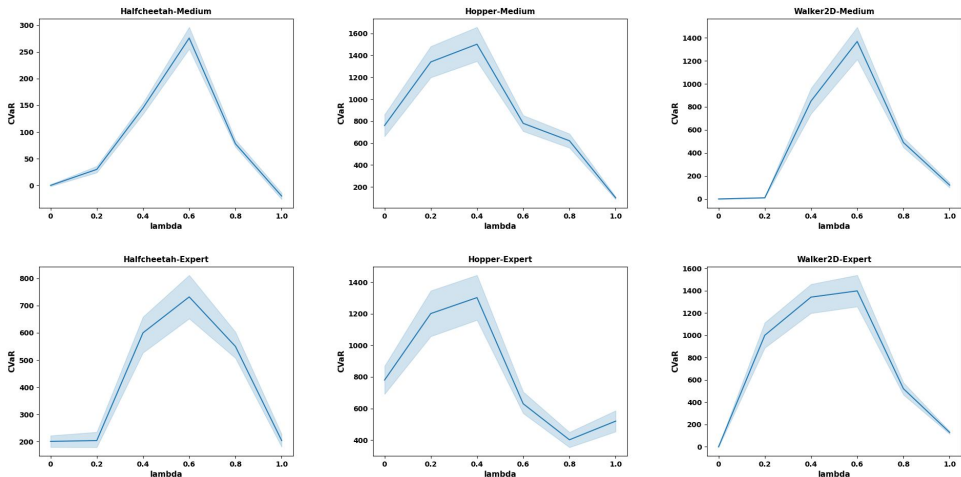 Halfcheetah-Medium
300
250
200
150
100
50
0
CVaR
0 0.2 0.4 0.6 0.8 1.0
lambda
Hopper-Medium
1600
1400
1200
1000
800
600
400
200
CVaR
0 0.2 0.4 0.6 0.8 1.0
lambda
Walker2D-Medium
1400
1200
1000
800
600
400
200
0
CVaR
0 0.2 0.4 0.6 0.8 1.0
lambda
Halfcheetah-Expert
800
700
600
500
400
300
200
CVaR
0 0.2 0.4 0.6 0.8 1.0
lambda
Hopper-Expert
1400
1200
1000
800
600
400
CVaR
0 0.2 0.4 0.6 0.8 1.0
lambda
Walker2D-Expert
1600
1400
1200
1000
800
600
400
200
0
CVaR
0 0.2 0.4 0.6 0.8 1.0
lambda